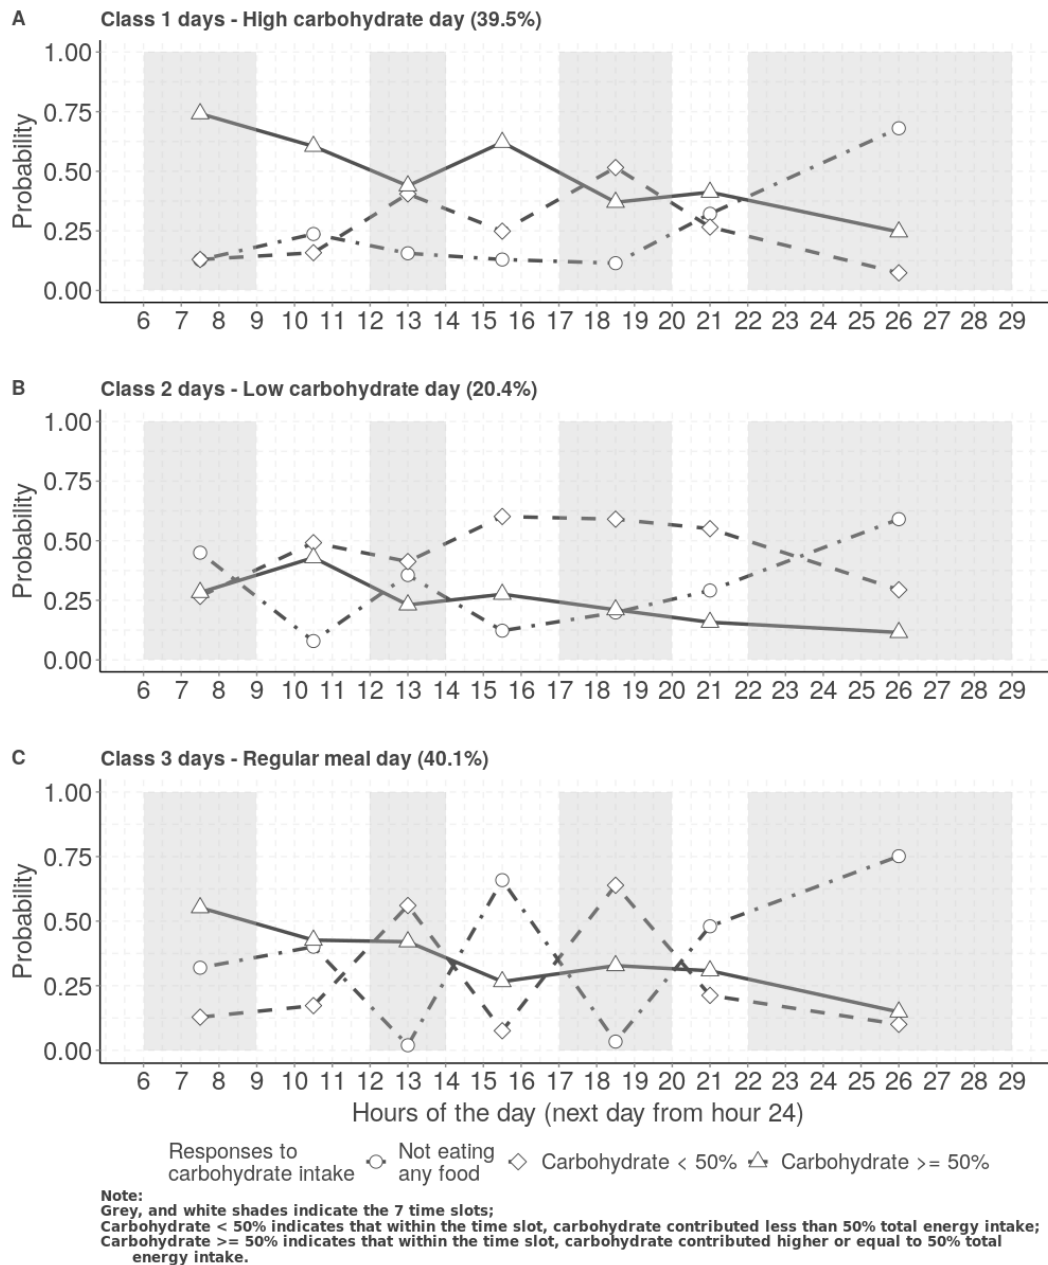 A Class 1 days - High carbohydrate day (39.5%)
1.00
0.75
0.50
0.25
0.00
Probability
6 7 8 9 10 11 12 13 14 15 16 17 18 19 20 21 22 23 24 25 26 27 28 29
B Class 2 days - Low carbohydrate day (20.4%)
1.00
0.75
0.50
0.25
0.00
Probability
6 7 8 9 10 11 12 13 14 15 16 17 18 19 20 21 22 23 24 25 26 27 28 29
C Class 3 days - Regular meal day (40.1%)
1.00
0.75
0.50
0.25
0.00
Probability
6 7 8 9 10 11 12 13 14 15 16 17 18 19 20 21 22 23 24 25 26 27 28 29
Hours of the day (next day from hour 24)
Responses to
carbohydrate intake
Not eating
any food
Carbohydrate < 50%
Carbohydrate >= 50%
Note:
Grey, and white shades indicate the 7 time slots;
Carbohydrate < 50% indicates that within the time slot, carbohydrate contributed less than 50% total energy intake;
Carbohydrate >= 50% indicates that within the time slot, carbohydrate contributed higher or equal to 50% total
energy intake.